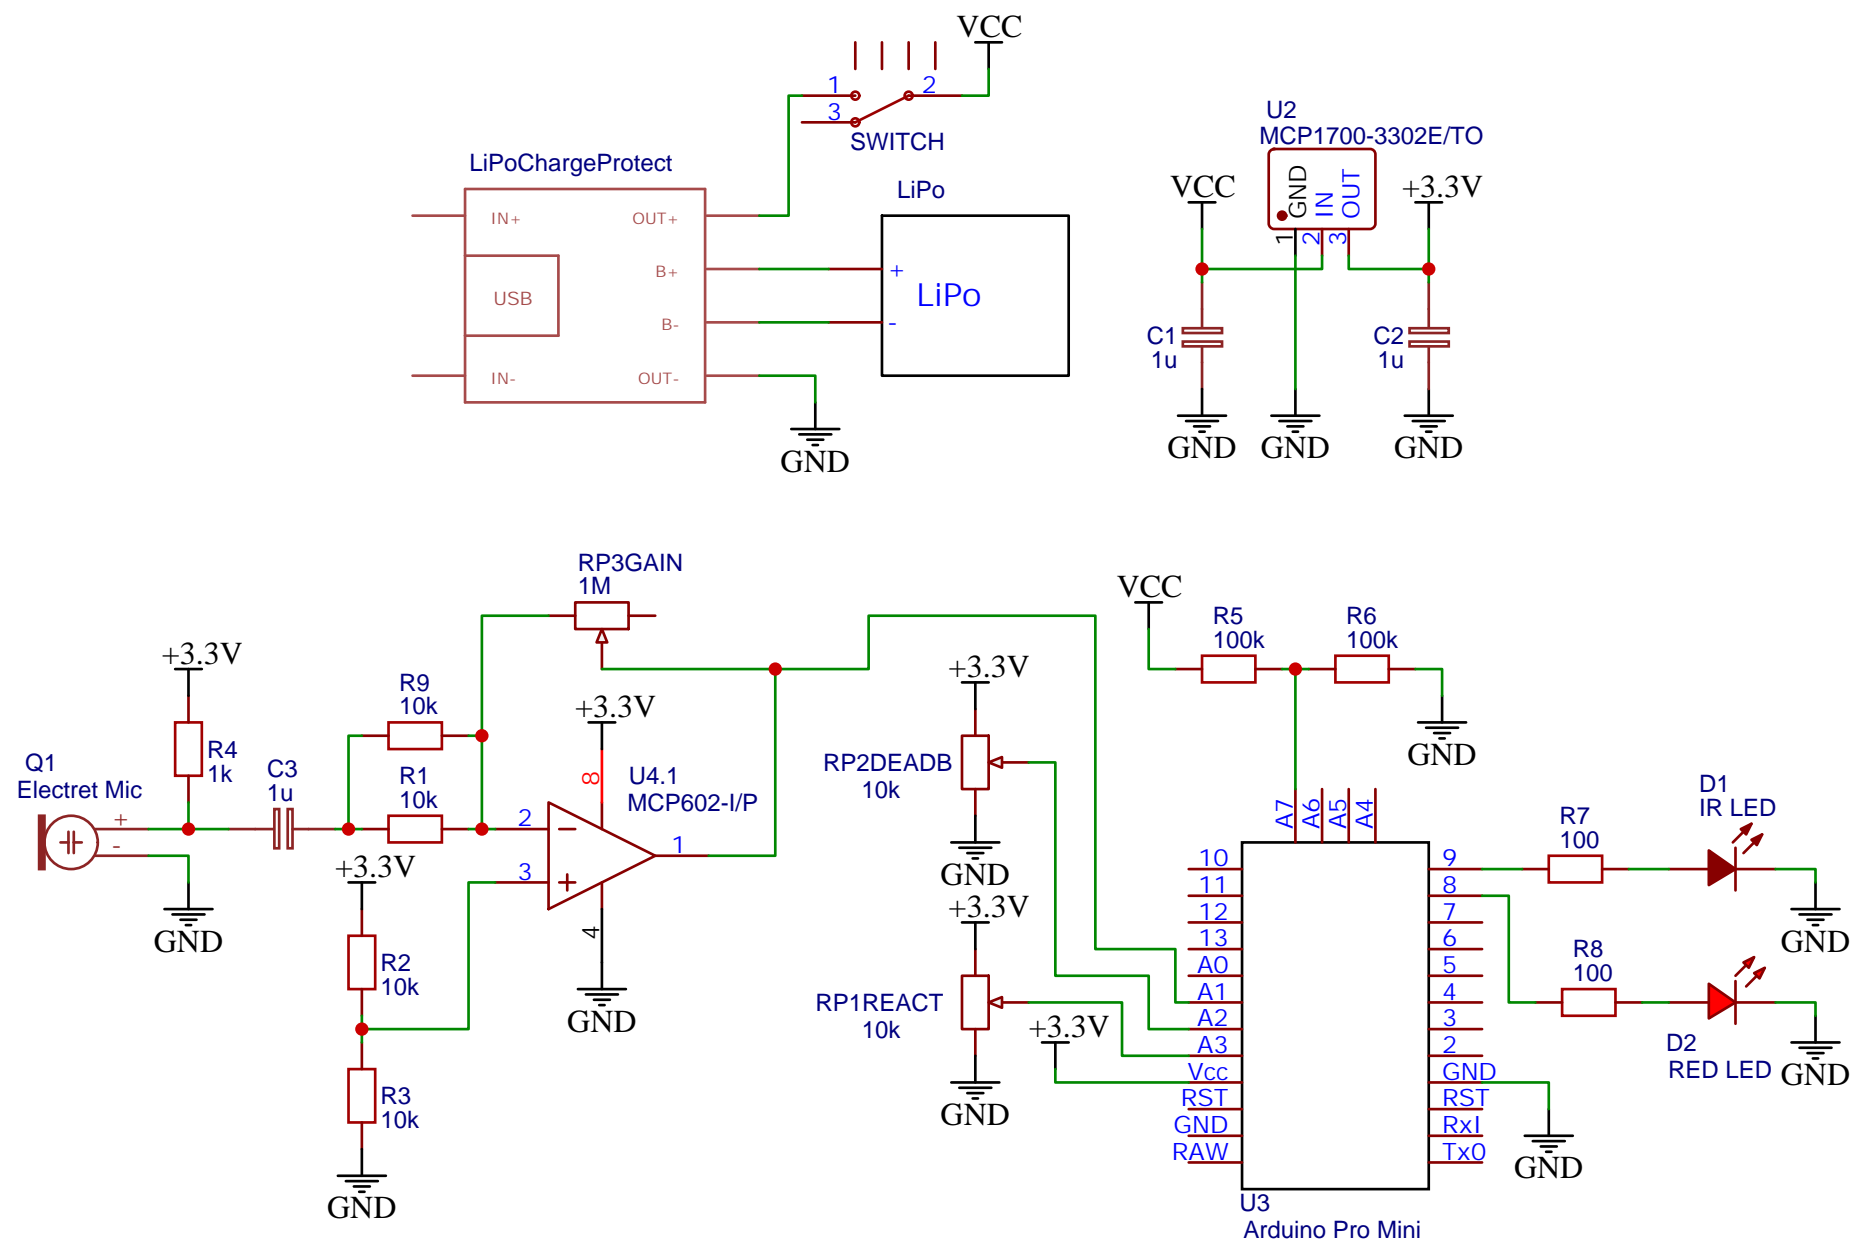 VCC
1
2
3
SWITCH
LiPoChargeProtect
IN+
OUT+
USB
B+
B-
IN-
OUT-
GND
LiPo
+
LiPo
-
U2
MCP1700-3302E/TO
GND
IN
OUT
1
2
3
VCC
+3.3V
C1
1u
C2
1u
GND
GND
GND
RP3GAIN
1M
+3.3V
R9
10k
R4
1k
Q1
Electret Mic
+
-
C3
1u
R1
10k
+3.3V
8
U4.1
MCP602-I/P
2
1
3
4
GND
+3.3V
GND
R2
10k
R3
10k
GND
+3.3V
RP2DEADB
10k
GND
+3.3V
RP1REACT
10k
GND
+3.3V
VCC
R5
100k
R6
100k
GND
A7
A6
A5
A4
10
11
12
13
A0
A1
A2
A3
Vcc
RST
GND
RAW
9
8
7
6
5
4
3
2
GND
RST
RxI
Tx0
U3
Arduino Pro Mini
GND
R7
100
D1
IR LED
GND
R8
100
D2
RED LED
GND